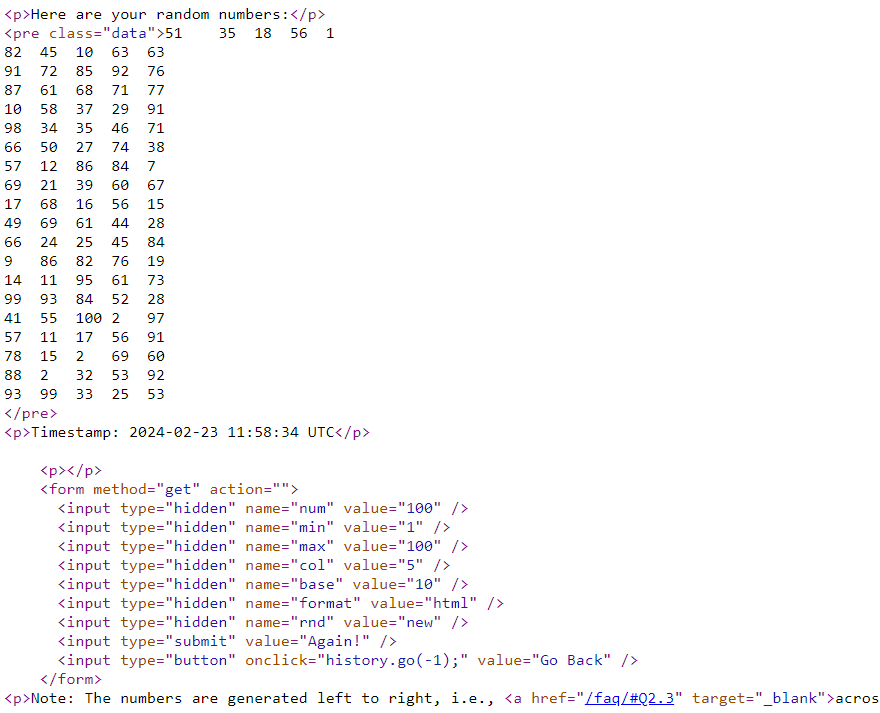 <p>Here are your random numbers:</p>
<pre class="data">51    35  18  56  1
82  45  10  63  63
91  72  85  92  76
87  61  68  71  77
10  58  37  29  91
98  34  35  46  71
66  50  27  74  38
57  12  86  84  7
69  21  39  60  67
17  68  16  56  15
49  69  61  44  28
66  24  25  45  84
9   86  82  76  19
14  11  95  61  73
99  93  84  52  28
41  55  100 2   97
57  11  17  56  91
78  15  2   69  60
88  2   32  53  92
93  99  33  25  53
</pre>
<p>Timestamp: 2024-02-23 11:58:34 UTC</p>
    <p></p>
    <form method="get" action="">
      <input type="hidden" name="num" value="100" />
      <input type="hidden" name="min" value="1" />
      <input type="hidden" name="max" value="100" />
      <input type="hidden" name="col" value="5" />
      <input type="hidden" name="base" value="10" />
      <input type="hidden" name="format" value="html" />
      <input type="hidden" name="rnd" value="new" />
      <input type="submit" value="Again!" />
      <input type="button" onclick="history.go(-1);" value="Go Back" />
    </form>
<p>Note: The numbers are generated left to right, i.e., <a href="/faq/#Q2.3" target="_blank">acros